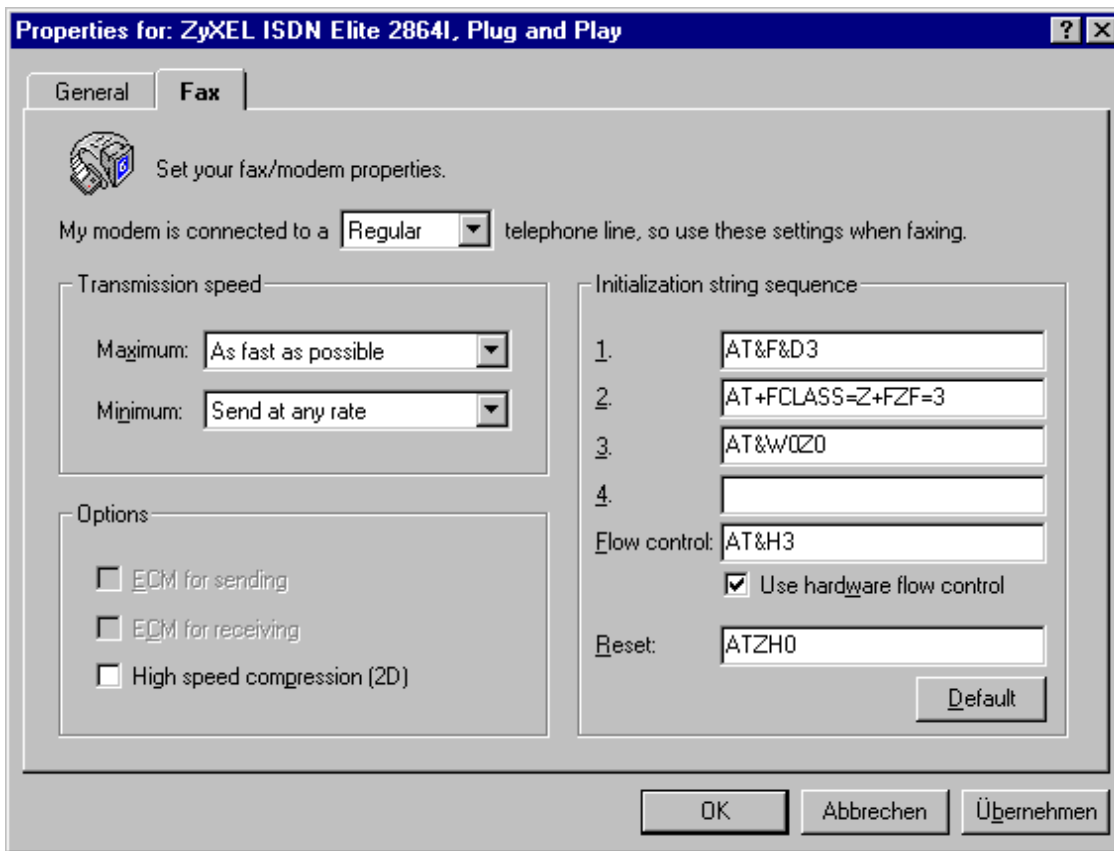 Properties for: ZyXEL ISDN Elite 2864I, Plug and Play
General
Fax
Set your fax/modem properties.
My modem is connected to a Regular telephone line, so use these settings when faxing.
Transmission speed
Maximum: As fast as possible
Minimum: Send at any rate
Options
ECM for sending
ECM for receiving
High speed compression (2D)
Initialization string sequence
1. AT&F&D3
2. AT+FCLASS=Z+FZF=3
3. AT&W0Z0
4.
Flow control: AT&H3
Use hardware flow control
Reset: ATZH0
Default
OK
Abbrechen
Übernehmen